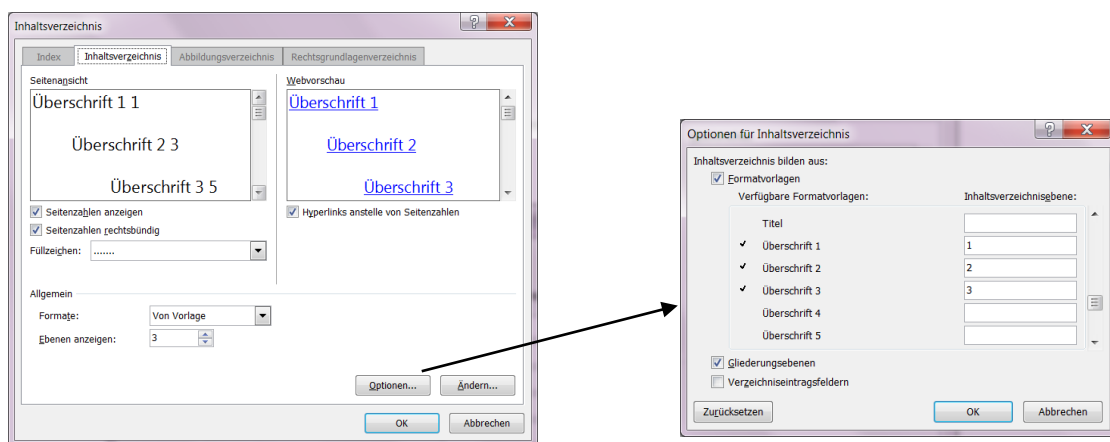 Inhaltsverzeichnis
Index Inhaltsverzeichnis Abbildungsverzeichnis Rechtsgrundlagenverzeichnis
Seitenansicht
Überschrift 1 1
Überschrift 2 3
Überschrift 3 5
Webvorschau
Überschrift 1
Überschrift 2
Überschrift 3
Seitenzahlen anzeigen
Seitenzahlen rechtsbündig
Füllzeichen: .......
Hyperlinks anstelle von Seitenzahlen
Allgemein
Formate: Von Vorlage
Ebenen anzeigen: 3
Optionen... Ändern...
OK Abbrechen
Optionen für Inhaltsverzeichnis
Inhaltsverzeichnis bilden aus:
Formatvorlagen
Verfügbare Formatvorlagen: Inhaltsverzeichnisebene:
Titel
Überschrift 1 1
Überschrift 2 2
Überschrift 3 3
Überschrift 4
Überschrift 5
Gliederungsebenen
Verzeichniseintragsfeldern
Zurücksetzen OK Abbrechen